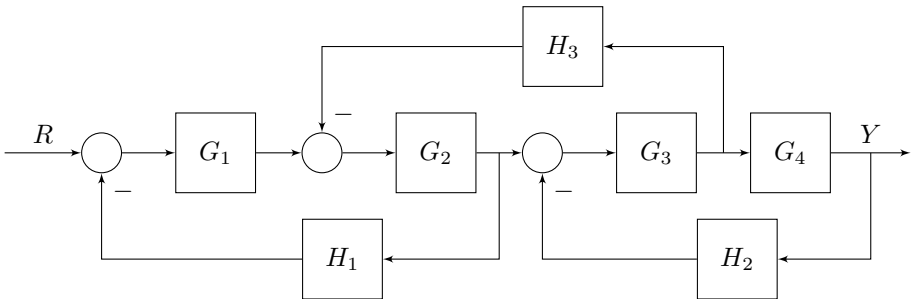 H₃
−
R
G₁
G₂
G₃
G₄
Y
−
−
H₁
H₂